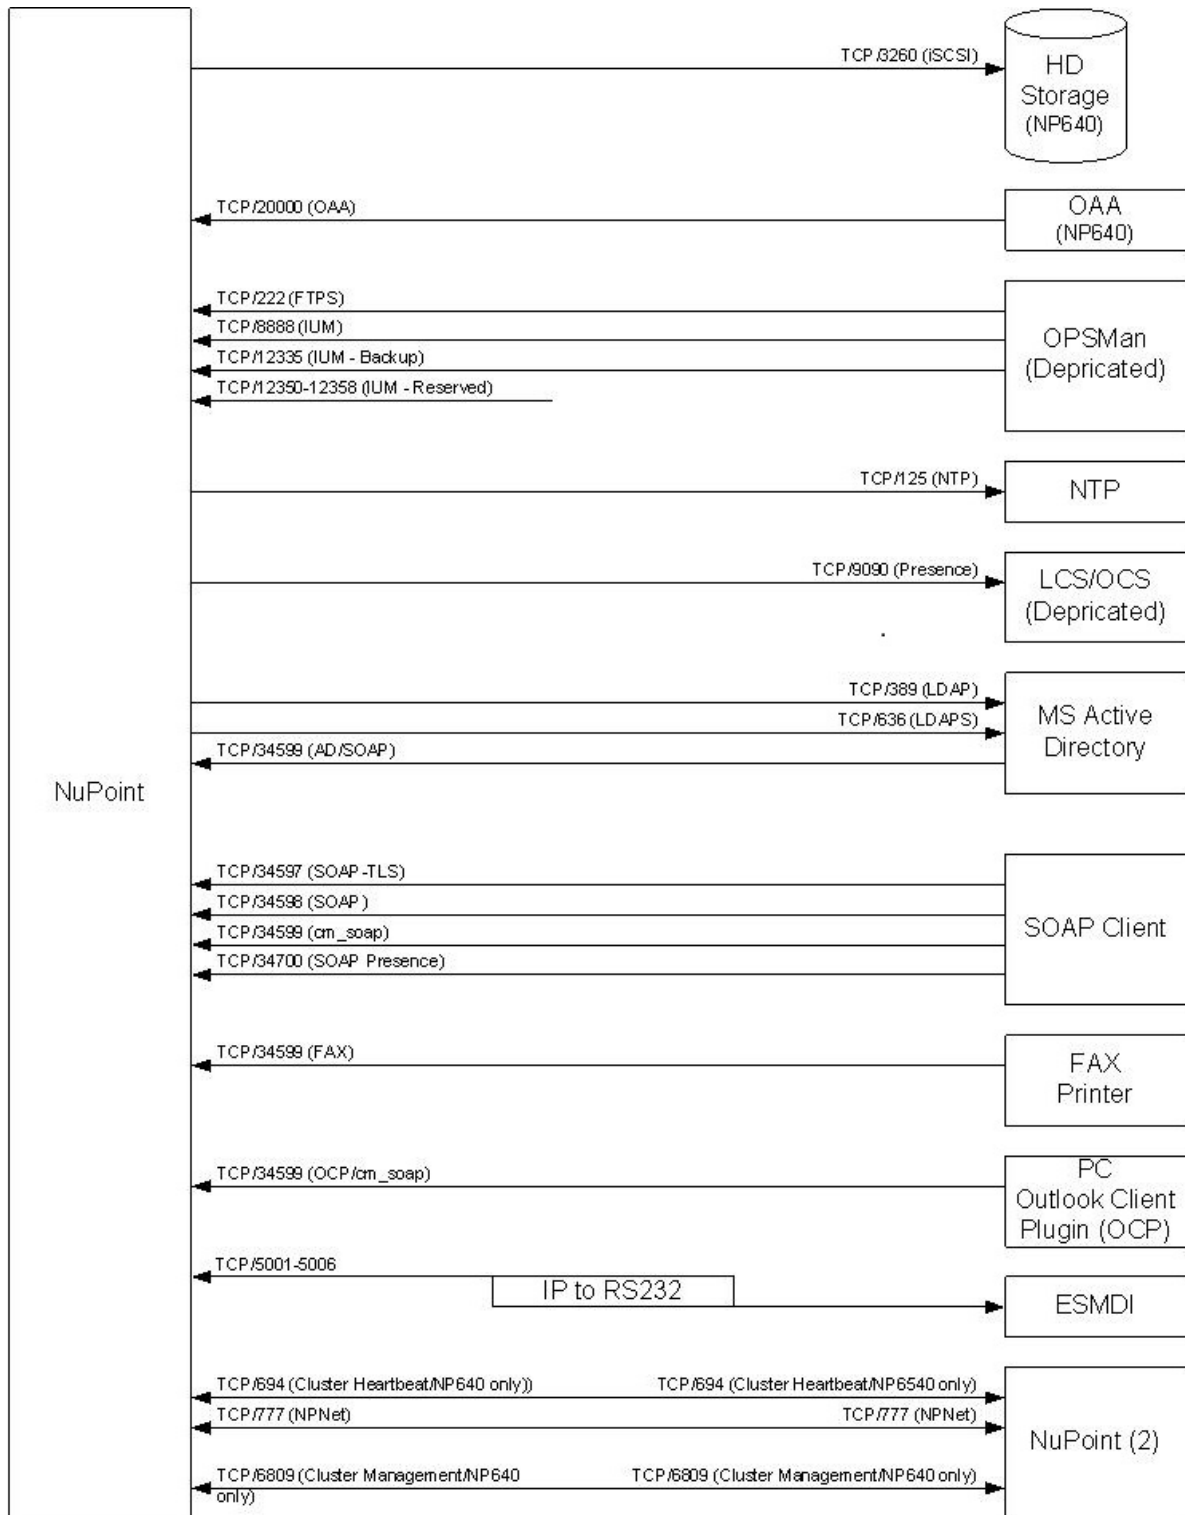 TCP/3260 (iSCSI)
HD
Storage
(NP640)
TCP/20000 (OAA)
OAA
(NP640)
TCP/222 (FTPS)
TCP/8888 (IUM)
TCP/12335 (IUM - Backup)
TCP/12350-12358 (IUM - Reserved)
OPSMan
(Depricated)
TCP/125 (NTP)
NTP
TCP/9090 (Presence)
LCS/OCS
(Depricated)
TCP/389 (LDAP)
TCP/636 (LDAPS)
TCP/34599 (AD/SOAP)
MS Active
Directory
NuPoint
TCP/34597 (SOAP-TLS)
TCP/34598 (SOAP)
TCP/34599 (cm_soap)
TCP/34700 (SOAP Presence)
SOAP Client
TCP/34599 (FAX)
FAX
Printer
TCP/34599 (OCP/cm_soap)
PC
Outlook Client
Plugin (OCP)
TCP/5001-5006
IP to RS232
ESMDI
TCP/694 (Cluster Heartbeat/NP640 only))
TCP/694 (Cluster Heartbeat/NP6540 only)
TCP/777 (NPNet)
TCP/777 (NPNet)
NuPoint (2)
TCP/6809 (Cluster Management/NP640
only)
TCP/6809 (Cluster Management/NP640 only)